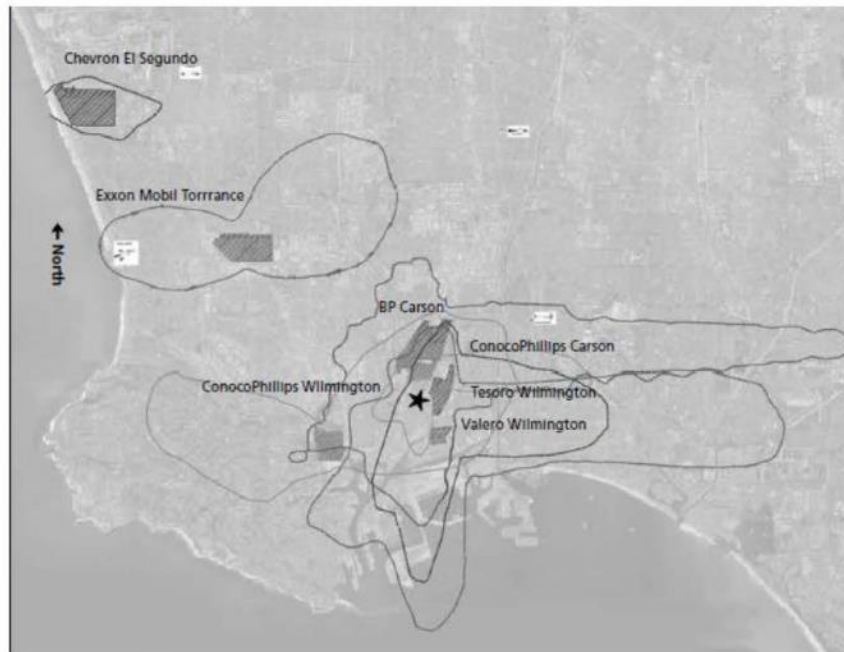 Chevron El Segundo
Exxon Mobil Torrrance
North
BP Carson
ConocoPhillips Carson
ConocoPhillips Wilmington
Tesoro Wilmington
Valero Wilmington